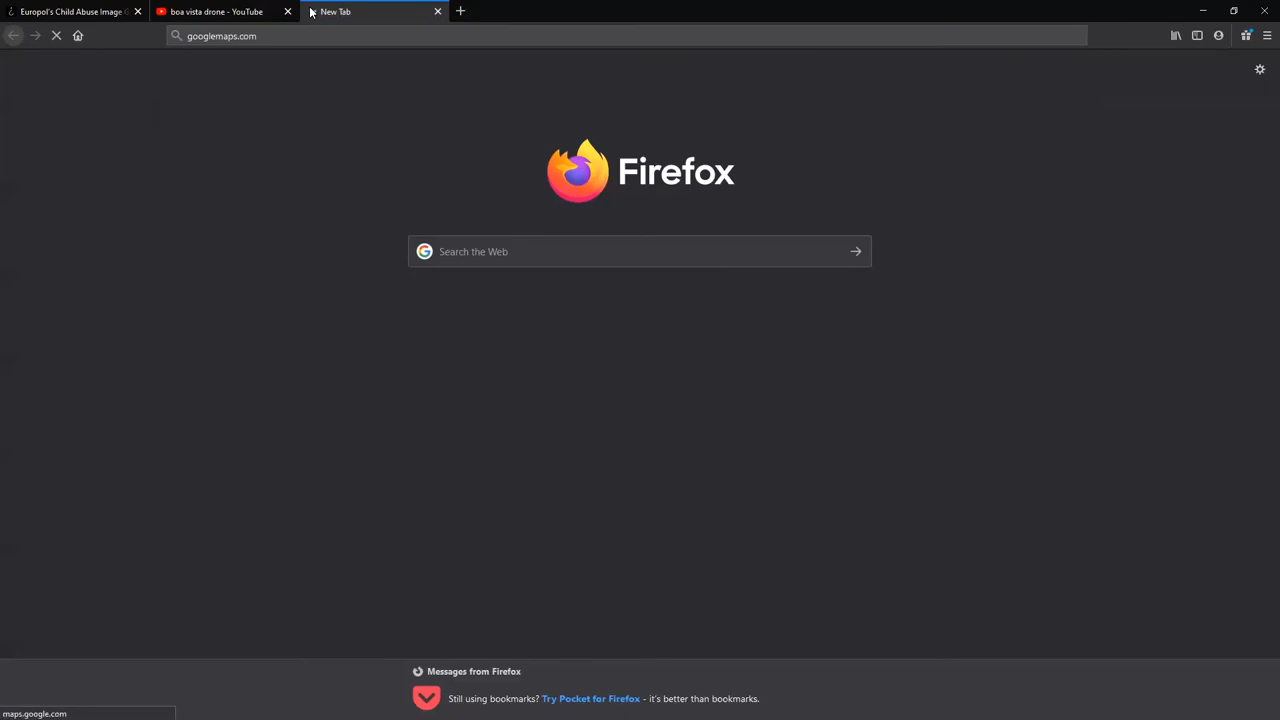 Europol's Child Abuse Image
boa vista drone - YouTube
New Tab
googlemaps.com
Firefox
Search the Web
Messages from Firefox
Still using bookmarks? Try Pocket for Firefox - it's better than bookmarks.
maps.google.com